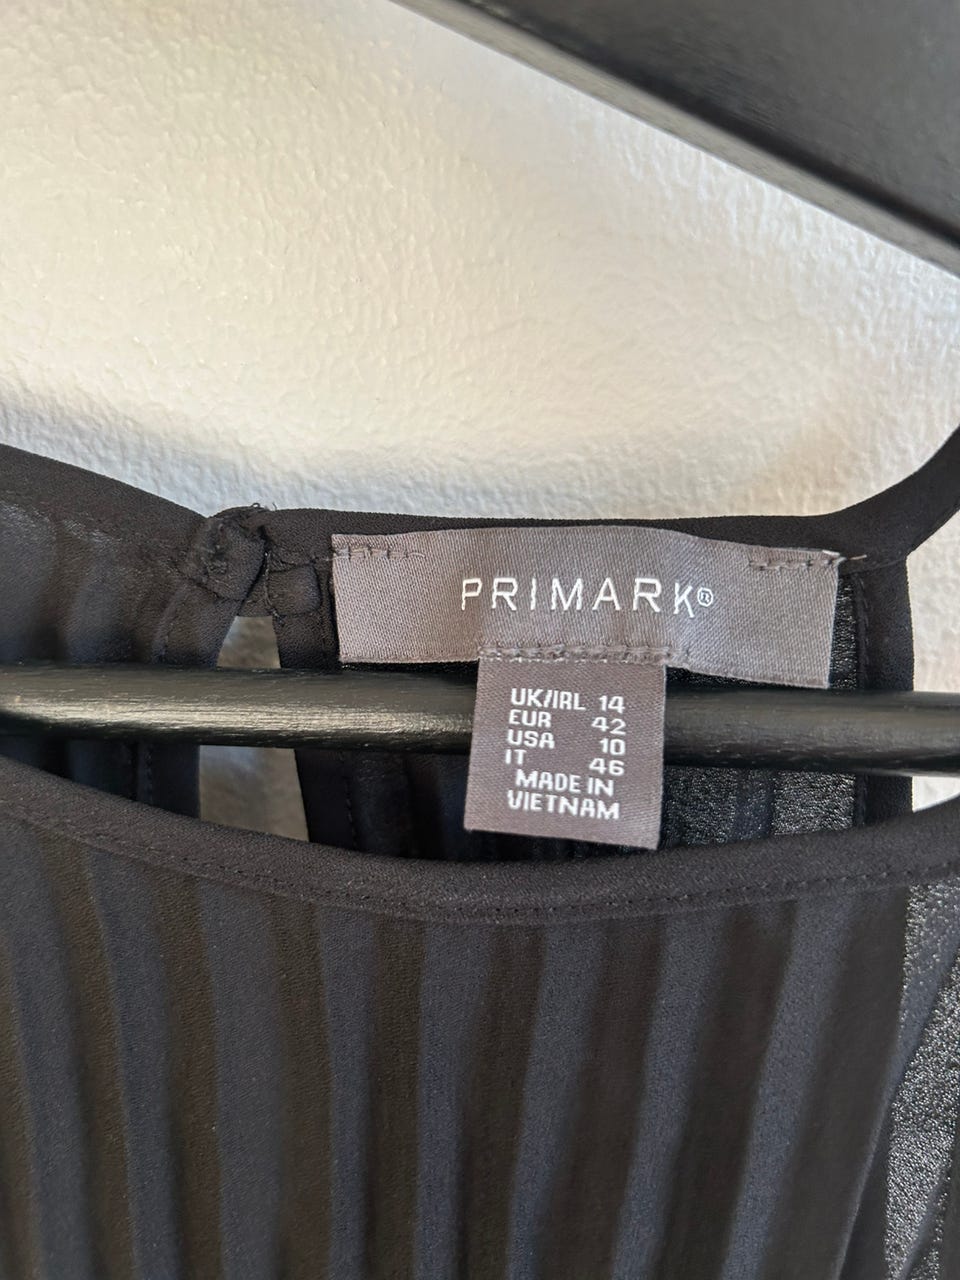 PRIMARK®
UK/IRL 14
EUR 42
USA 10
IT 46
MADE IN
VIETNAM